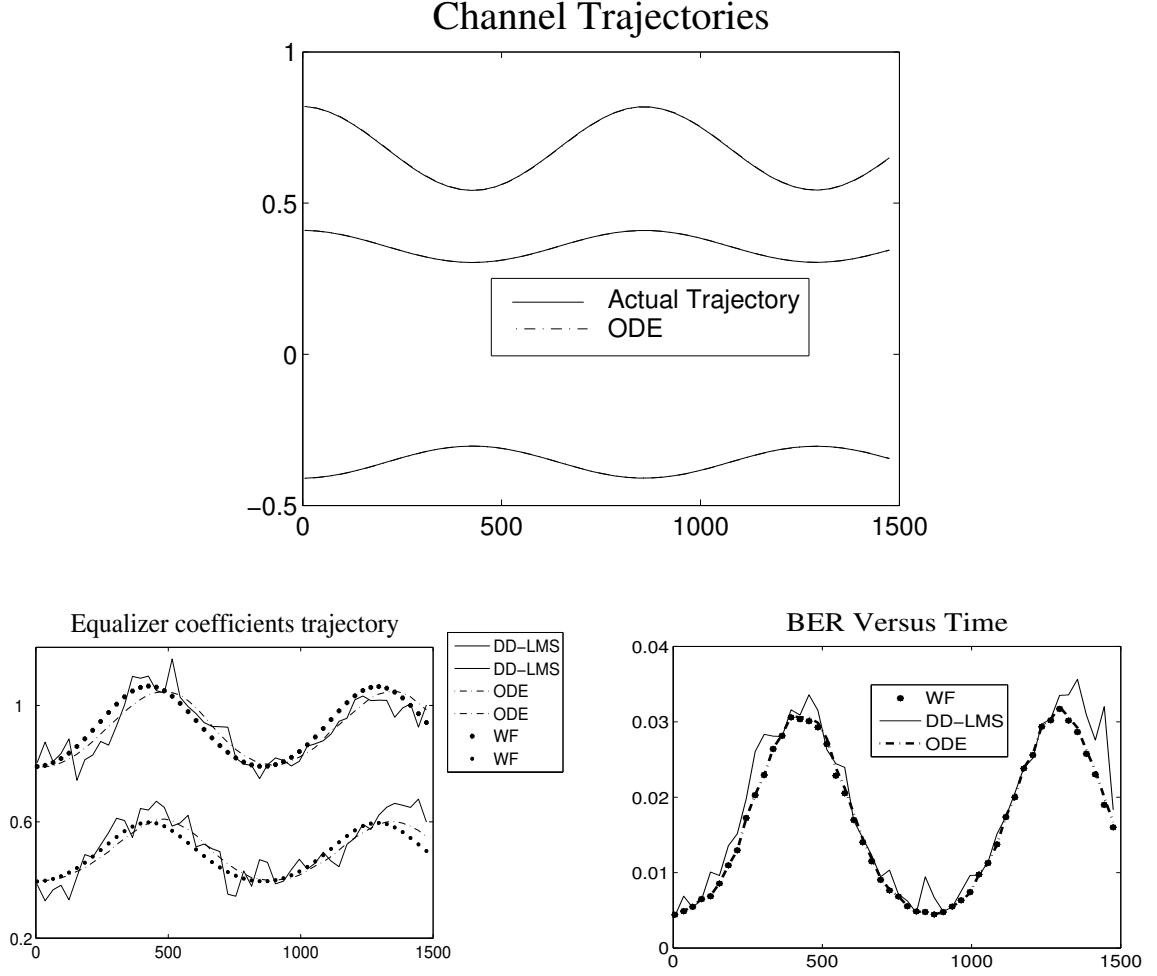 Channel Trajectories
1
0.5
0
−0.5
0 500 1000 1500
Actual Trajectory
ODE
Equalizer coefficients trajectory
1
0.6
0.2
0 500 1000 1500
DD−LMS
DD−LMS
ODE
ODE
WF
WF
BER Versus Time
0.04
0.03
0.02
0.01
0
0 500 1000 1500
WF
DD−LMS
ODE